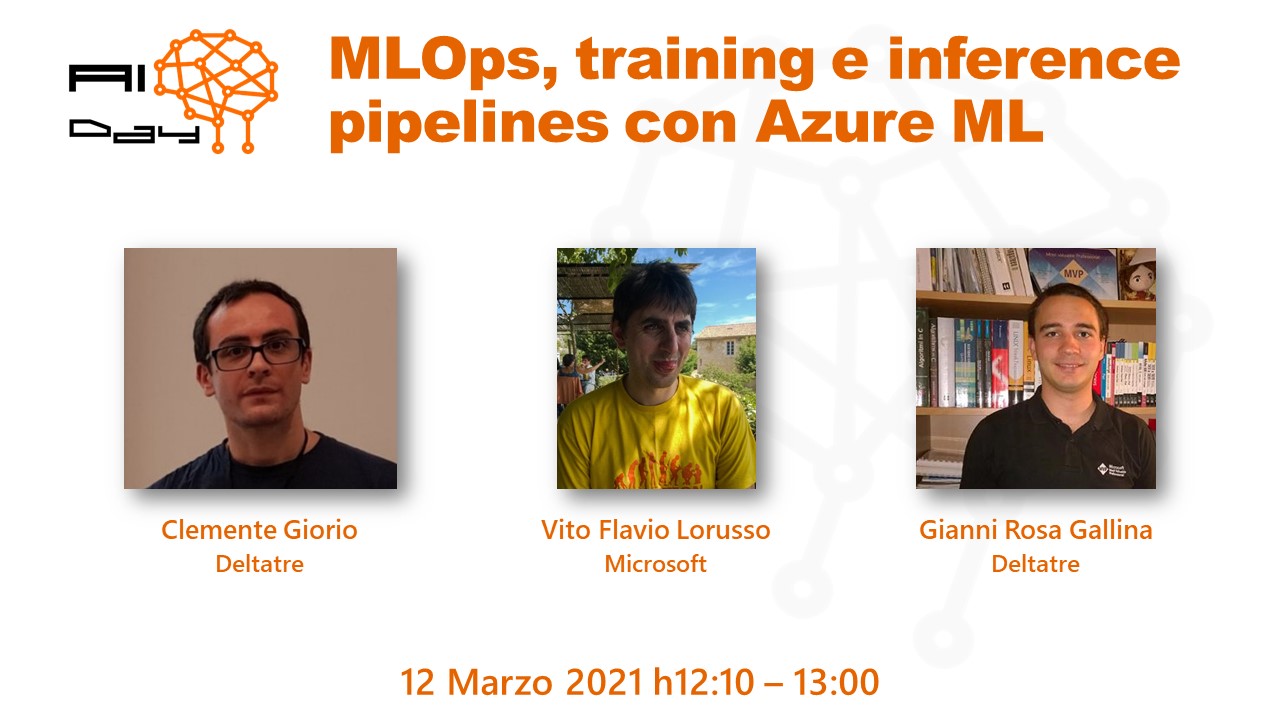 AI
Day
MLOps, training e inference
pipelines con Azure ML
MVP
Clemente Giorio
Deltatre
Vito Flavio Lorusso
Microsoft
Gianni Rosa Gallina
Deltatre
12 Marzo 2021 h12:10 – 13:00